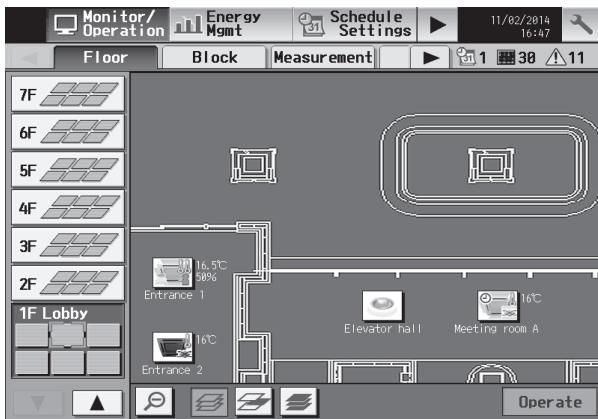 Monitor/
Operation
Energy
Mgmt
31
Schedule
Settings
11/02/2014
16:47
Floor
Block
Measurement
31 1
30
11
7F
6F
5F
4F
3F
2F
1F Lobby
16.5℃
50%
Entrance 1
16℃
Entrance 2
Elevator hall
16℃
Meeting room A
Operate